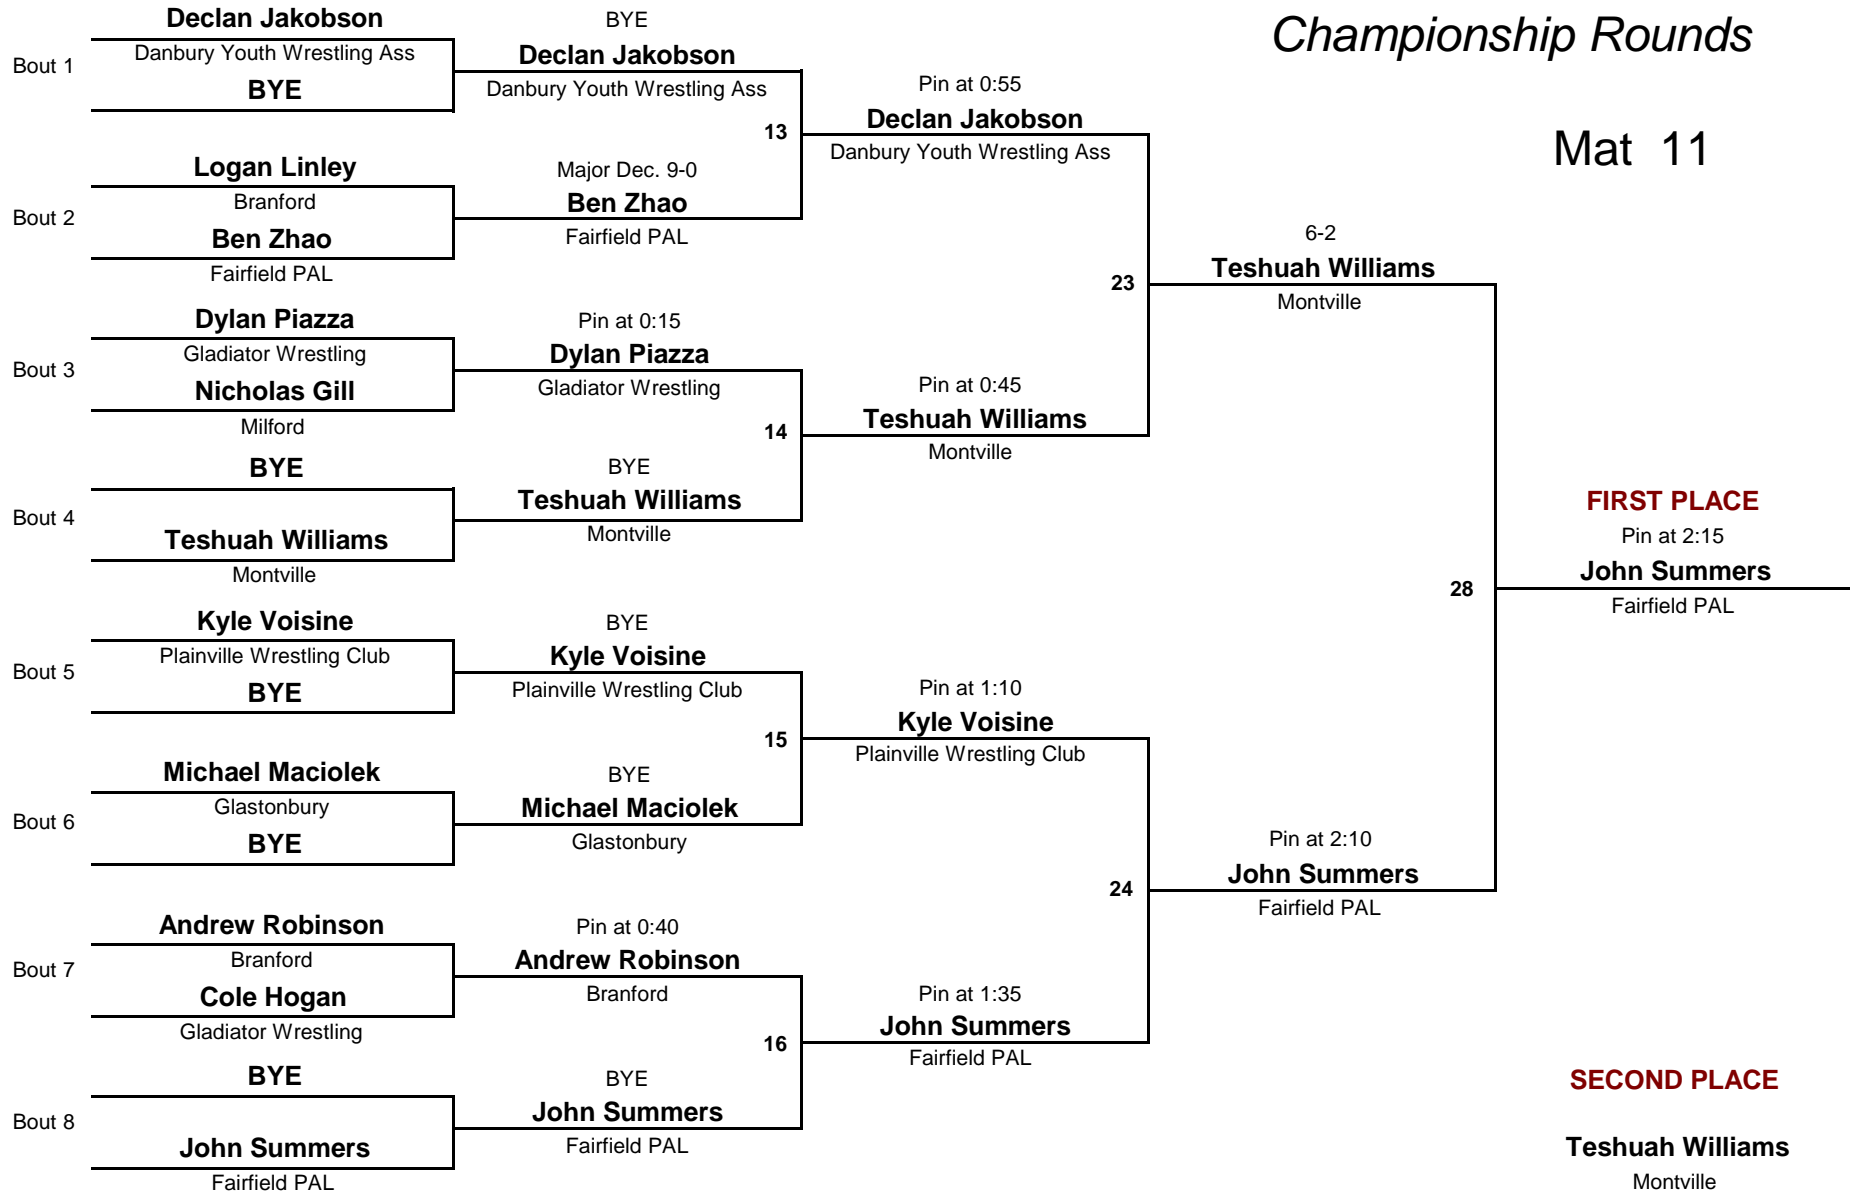 Championship Rounds
Mat 11
Bout 1
Declan Jakobson
Danbury Youth Wrestling Ass
BYE
Bout 2
Logan Linley
Branford
Ben Zhao
Fairfield PAL
Bout 3
Dylan Piazza
Gladiator Wrestling
Nicholas Gill
Milford
Bout 4
BYE
Teshuah Williams
Montville
Bout 5
Kyle Voisine
Plainville Wrestling Club
BYE
Bout 6
Michael Maciolek
Glastonbury
BYE
Bout 7
Andrew Robinson
Branford
Cole Hogan
Gladiator Wrestling
Bout 8
BYE
John Summers
Fairfield PAL
BYE
Declan Jakobson
Danbury Youth Wrestling Ass
13
Major Dec. 9-0
Ben Zhao
Fairfield PAL
Pin at 0:15
Dylan Piazza
Gladiator Wrestling
14
BYE
Teshuah Williams
Montville
BYE
Kyle Voisine
Plainville Wrestling Club
15
BYE
Michael Maciolek
Glastonbury
Pin at 0:40
Andrew Robinson
Branford
16
BYE
John Summers
Fairfield PAL
Pin at 0:55
Declan Jakobson
Danbury Youth Wrestling Ass
23
Pin at 0:45
Teshuah Williams
Montville
Pin at 1:10
Kyle Voisine
Plainville Wrestling Club
24
Pin at 1:35
John Summers
Fairfield PAL
6-2
Teshuah Williams
Montville
28
Pin at 2:10
John Summers
Fairfield PAL
FIRST PLACE
Pin at 2:15
John Summers
Fairfield PAL
SECOND PLACE
Teshuah Williams
Montville